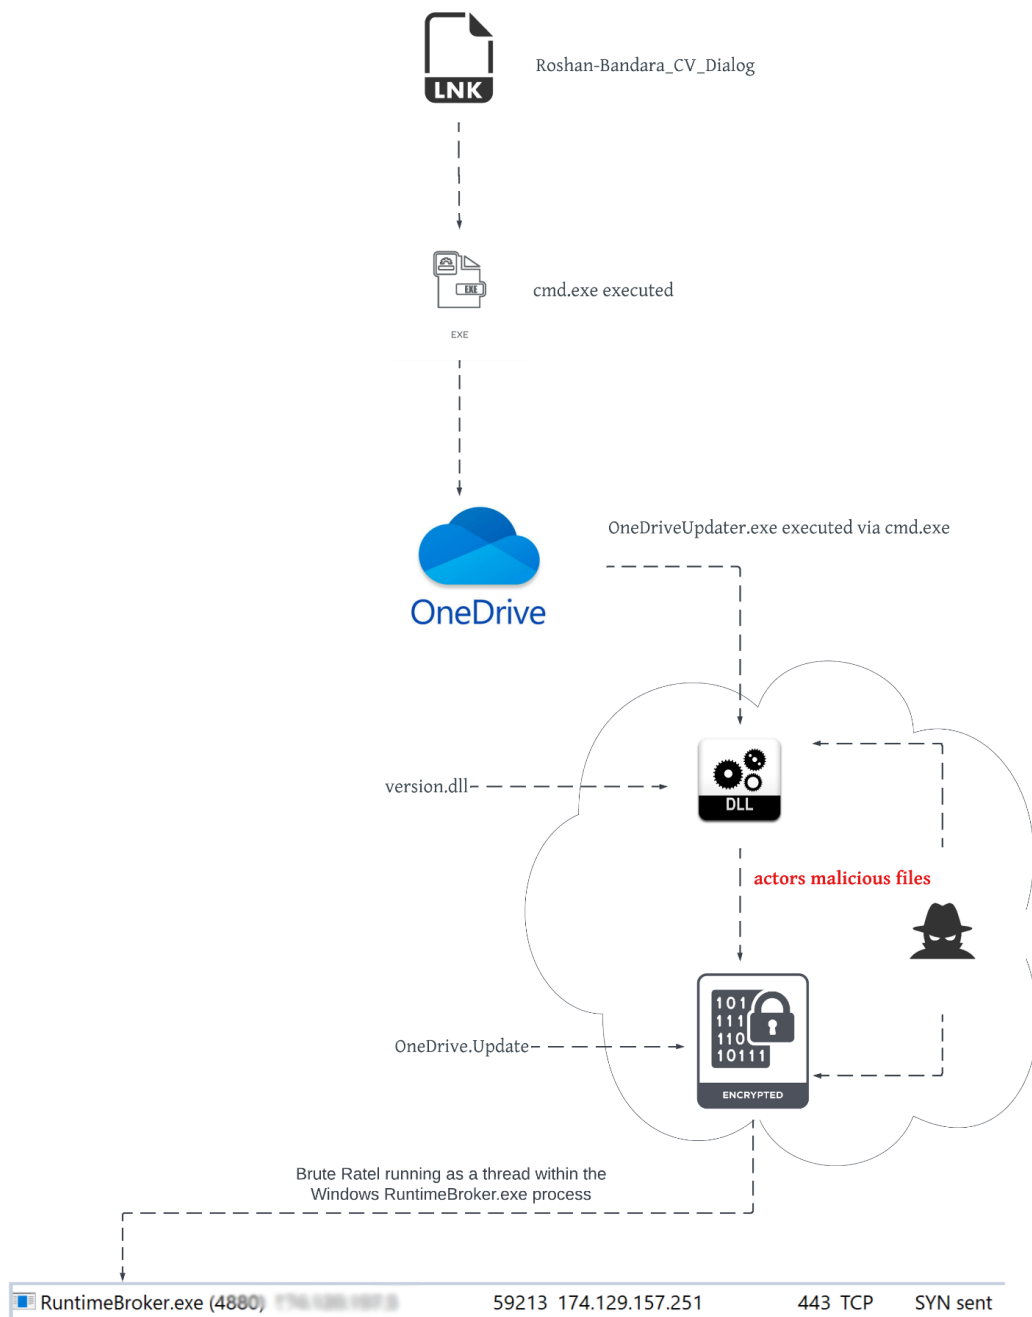 LNK
Roshan-Bandara_CV_Dialog
EXE
cmd.exe executed
EXE
OneDriveUpdater.exe executed via cmd.exe
OneDrive
version.dll
DLL
actors malicious files
101
111
110
10111
OneDrive.Update
ENCRYPTED
Brute Ratel running as a thread within the
Windows RuntimeBroker.exe process
RuntimeBroker.exe (4880) 59213 174.129.157.251 443 TCP SYN sent